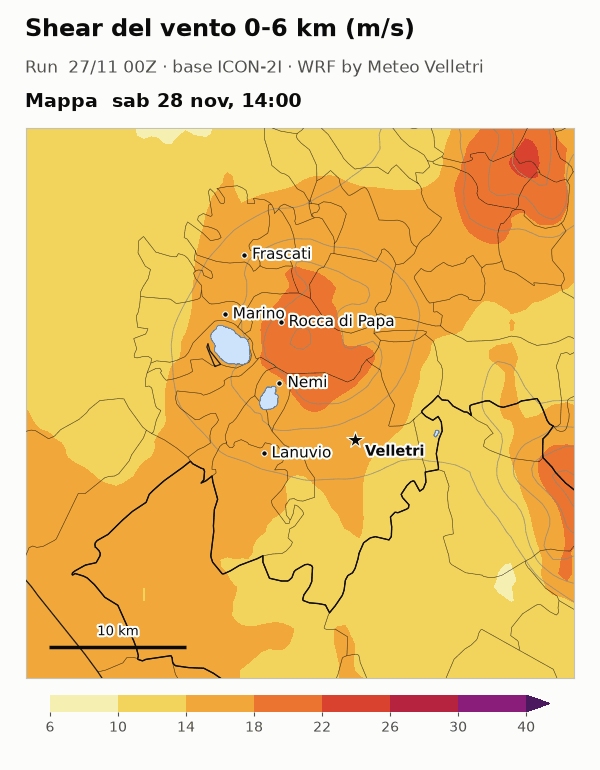 Shear del vento 0-6 km (m/s)
Run  27/11 00Z · base ICON-2I · WRF by Meteo Velletri
Mappa  sab 28 nov, 14:00
Frascati
Marino
Rocca di Papa
Nemi
Velletri
Lanuvio
10 km
6 10 14 18 22 26 30 40